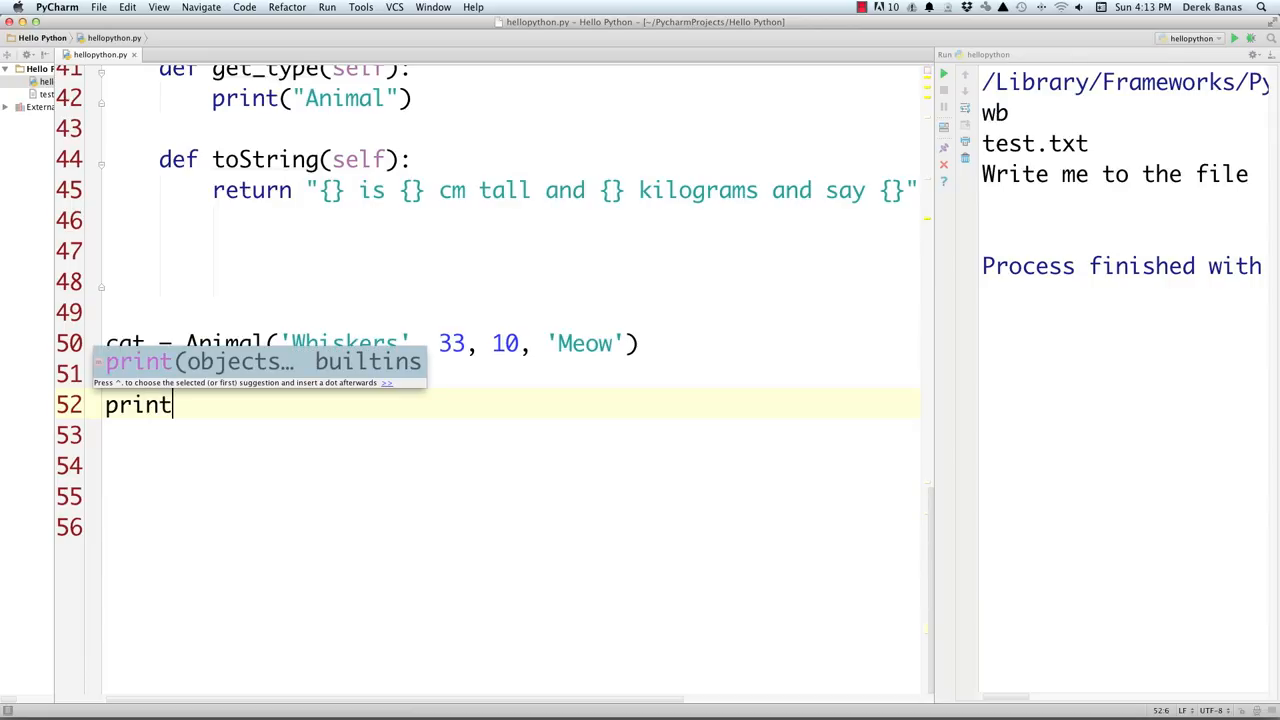 PyCharm File Edit View Navigate Code Refactor Run Tools VCS Window Help 10 Sun 4:13 PM Derek Banas
hellopython.py – Hello Python – [~/PycharmProjects/Hello Python]
Hello Python hellopython.py hellopython
hellopython.py Run hellopython
Hello P
hell
test
Externa
41 def get_type(self):
42 print("Animal")
43
44 def toString(self):
45 return "{} is {} cm tall and {} kilograms and say {}"
46
47
48
49
50 cat = Animal('Whiskers', 33, 10, 'Meow')
51
print(objects… builtins
Press ^. to choose the selected (or first) suggestion and insert a dot afterwards >>
52 print
53
54
55
56
/Library/Frameworks/Py
wb
test.txt
Write me to the file
Process finished with
52:6 LF UTF-8